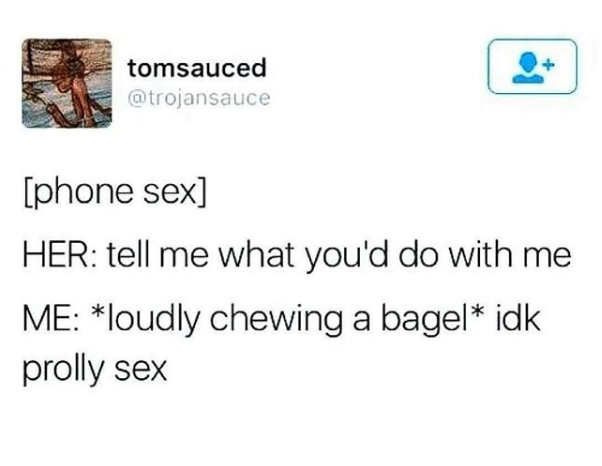 tomsauced
@trojansauce
[phone sex]
HER: tell me what you'd do with me
ME: *loudly chewing a bagel* idk
prolly sex